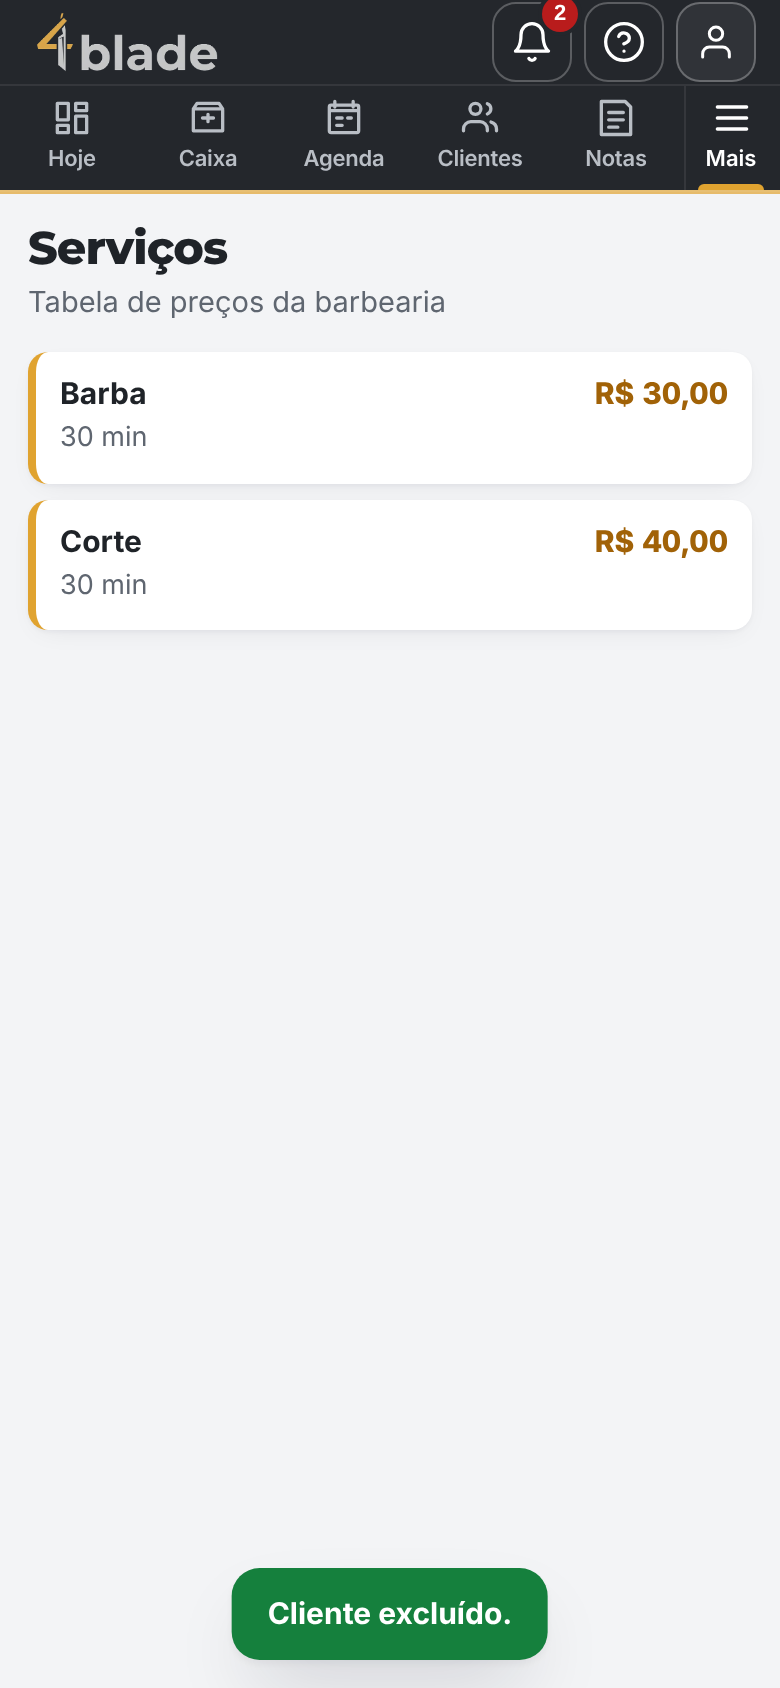 4blade
2
Hoje
Caixa
Agenda
Clientes
Notas
Mais
Serviços
Tabela de preços da barbearia
Barba
R$ 30,00
30 min
Corte
R$ 40,00
30 min
Cliente excluído.